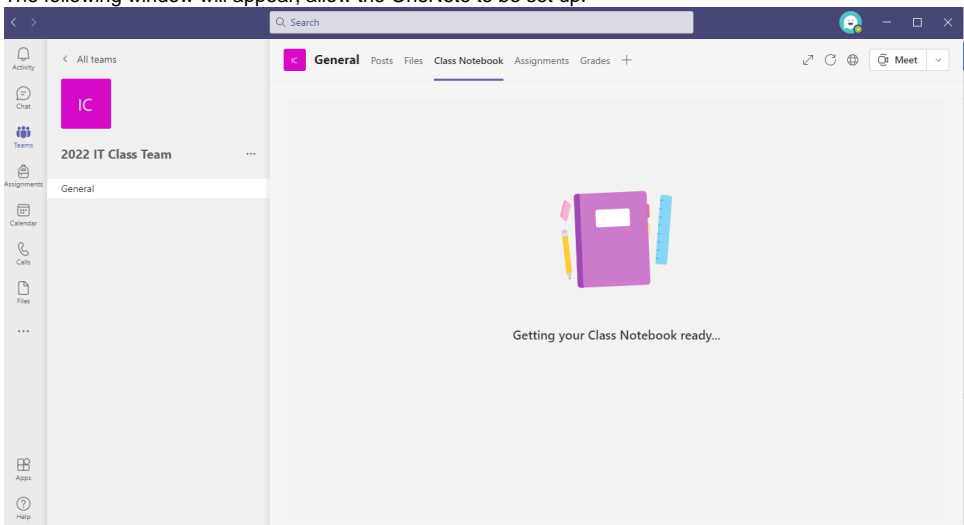 The following window will appear, allow the OneNote to be set up.
Search
Activity
Chat
Teams
Assignments
Calendar
Calls
Files
Apps
Help
All teams
IC
2022 IT Class Team
General
IC General Posts Files Class Notebook Assignments Grades
Meet
Getting your Class Notebook ready...